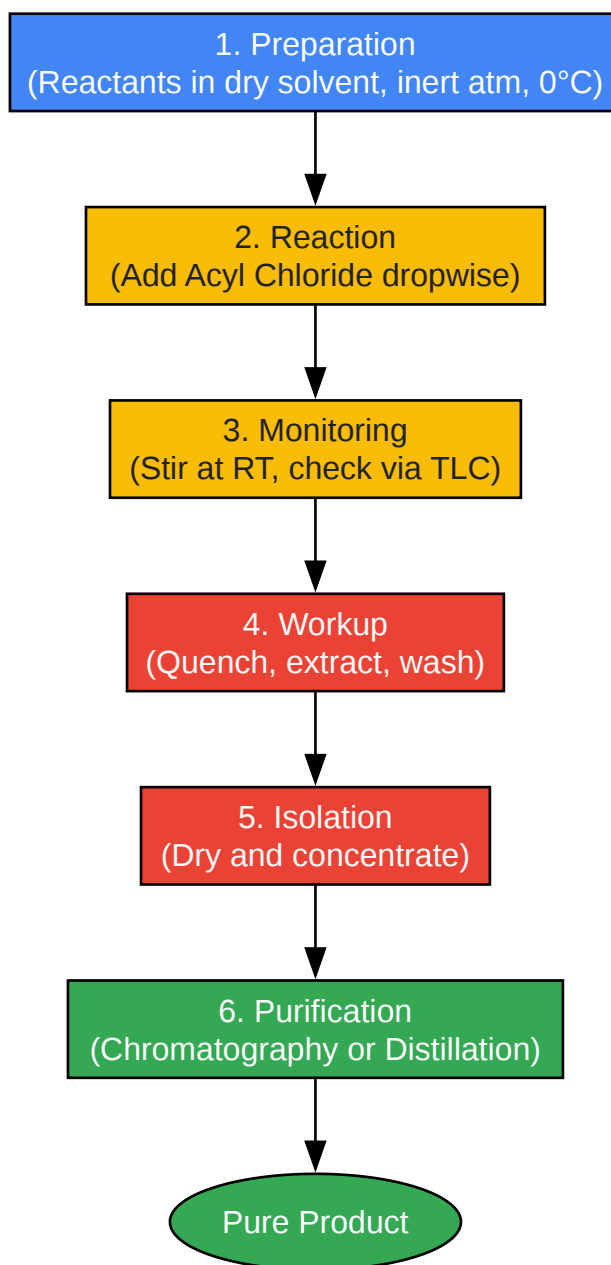 1. Preparation
(Reactants in dry solvent, inert atm, 0°C)
2. Reaction
(Add Acyl Chloride dropwise)
3. Monitoring
(Stir at RT, check via TLC)
4. Workup
(Quench, extract, wash)
5. Isolation
(Dry and concentrate)
6. Purification
(Chromatography or Distillation)
Pure Product